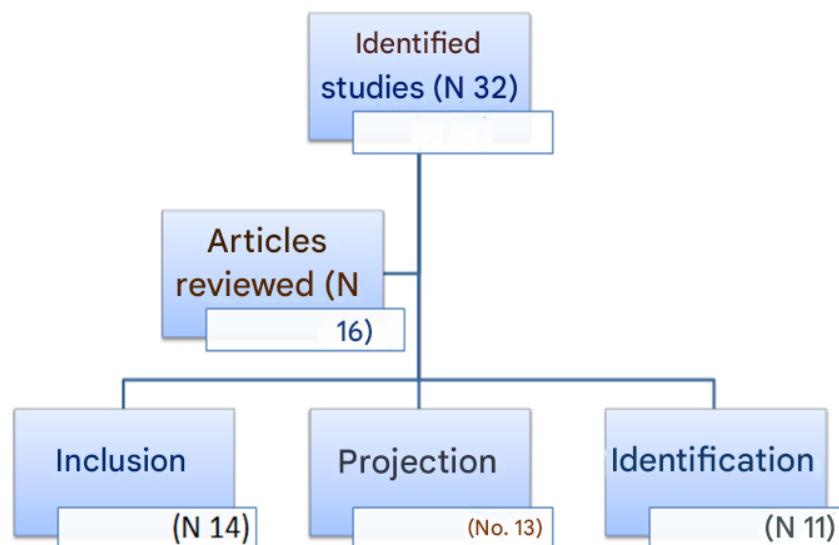 Identified
studies (N 32)
Articles
reviewed (N
16)
Inclusion
(N 14)
Projection
(No. 13)
Identification
(N 11)